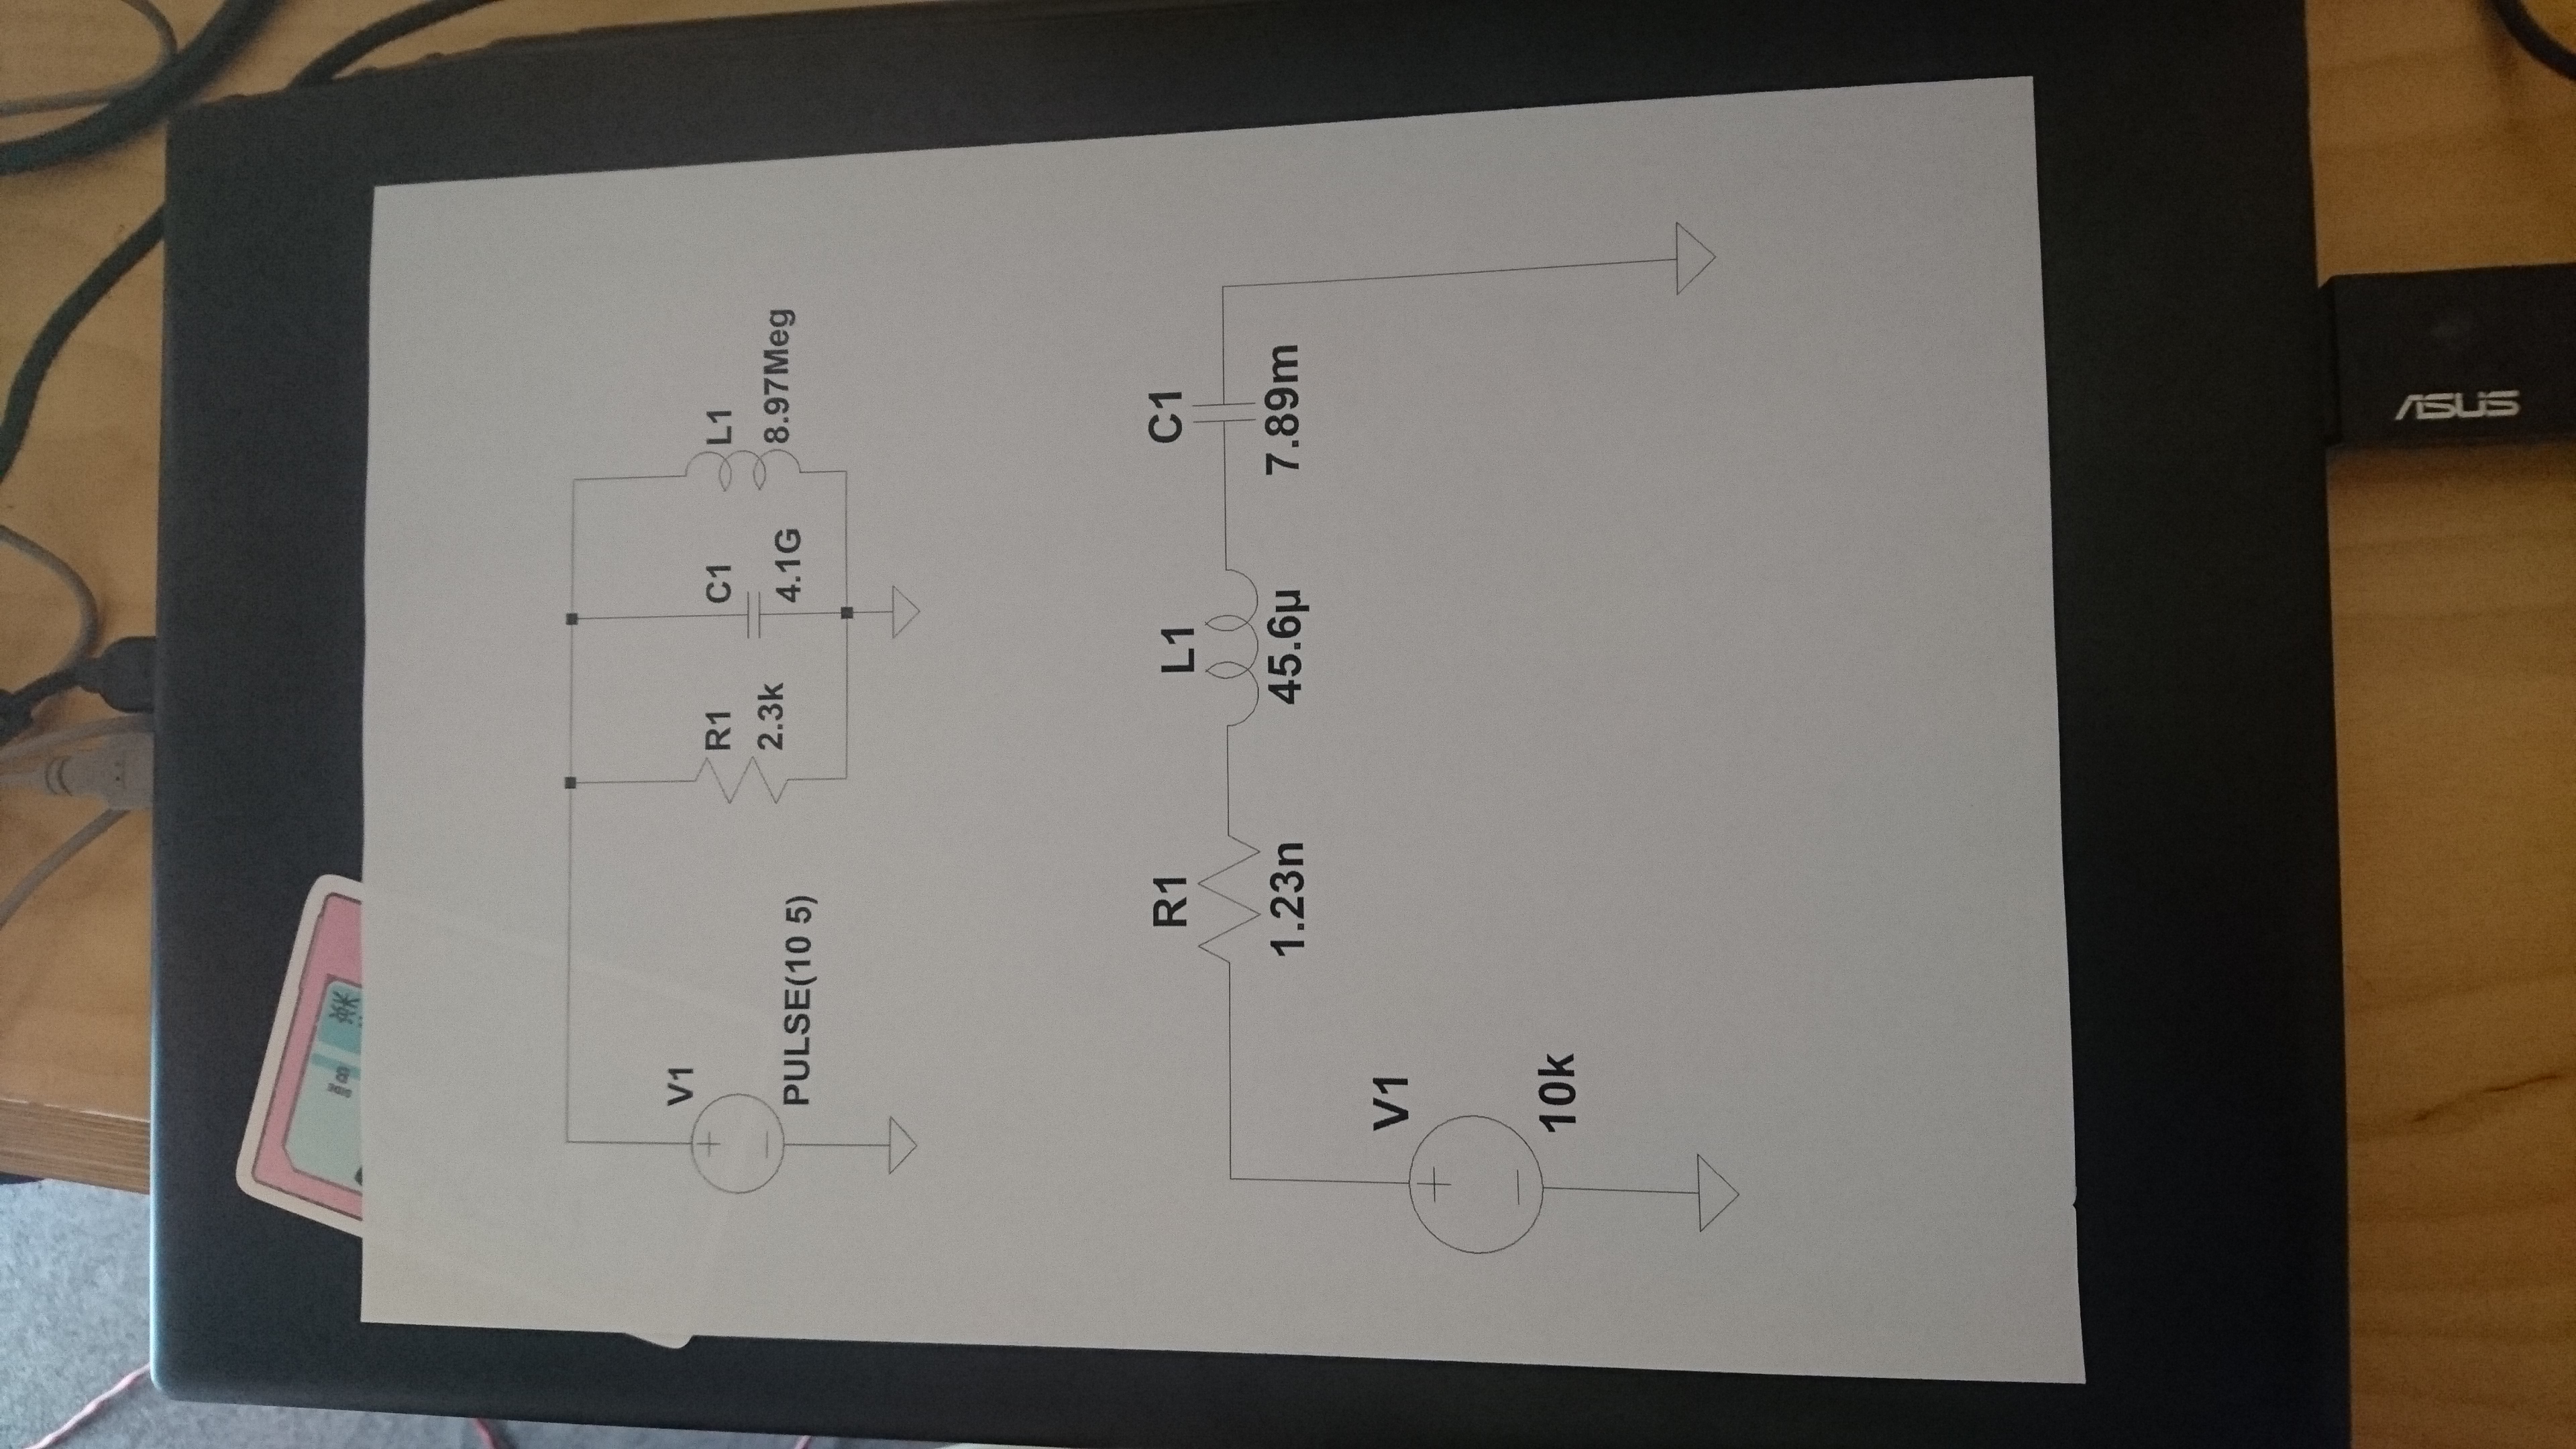 V1
PULSE(10 5)
R1
2.3k
C1
4.1G
L1
8.97Meg
V1
10k
R1
1.23n
L1
45.6µ
C1
7.89m
ASUS